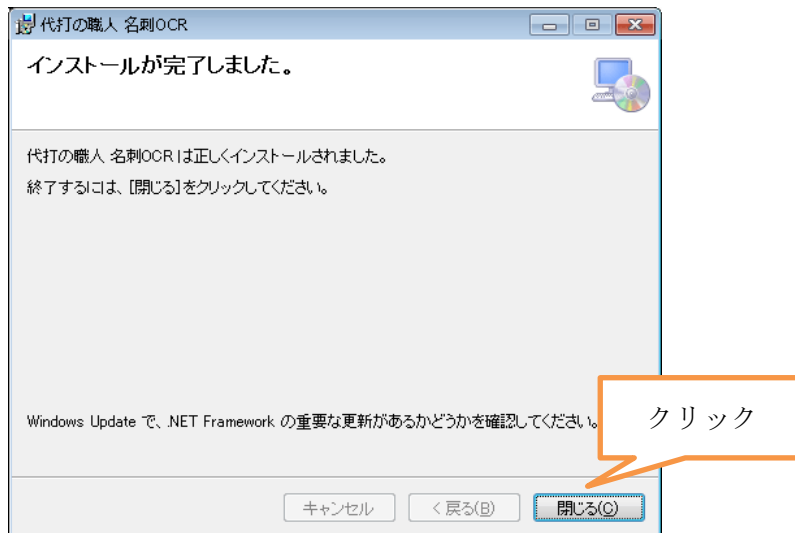 代打の職人 名刺OCR
インストールが完了しました。
代打の職人 名刺OCR は正しくインストールされました。
終了するには、[閉じる]をクリックしてください。
Windows Update で、.NET Framework の重要な更新があるかどうかを確認してください。
クリック
キャンセル
< 戻る(B)
閉じる(C)